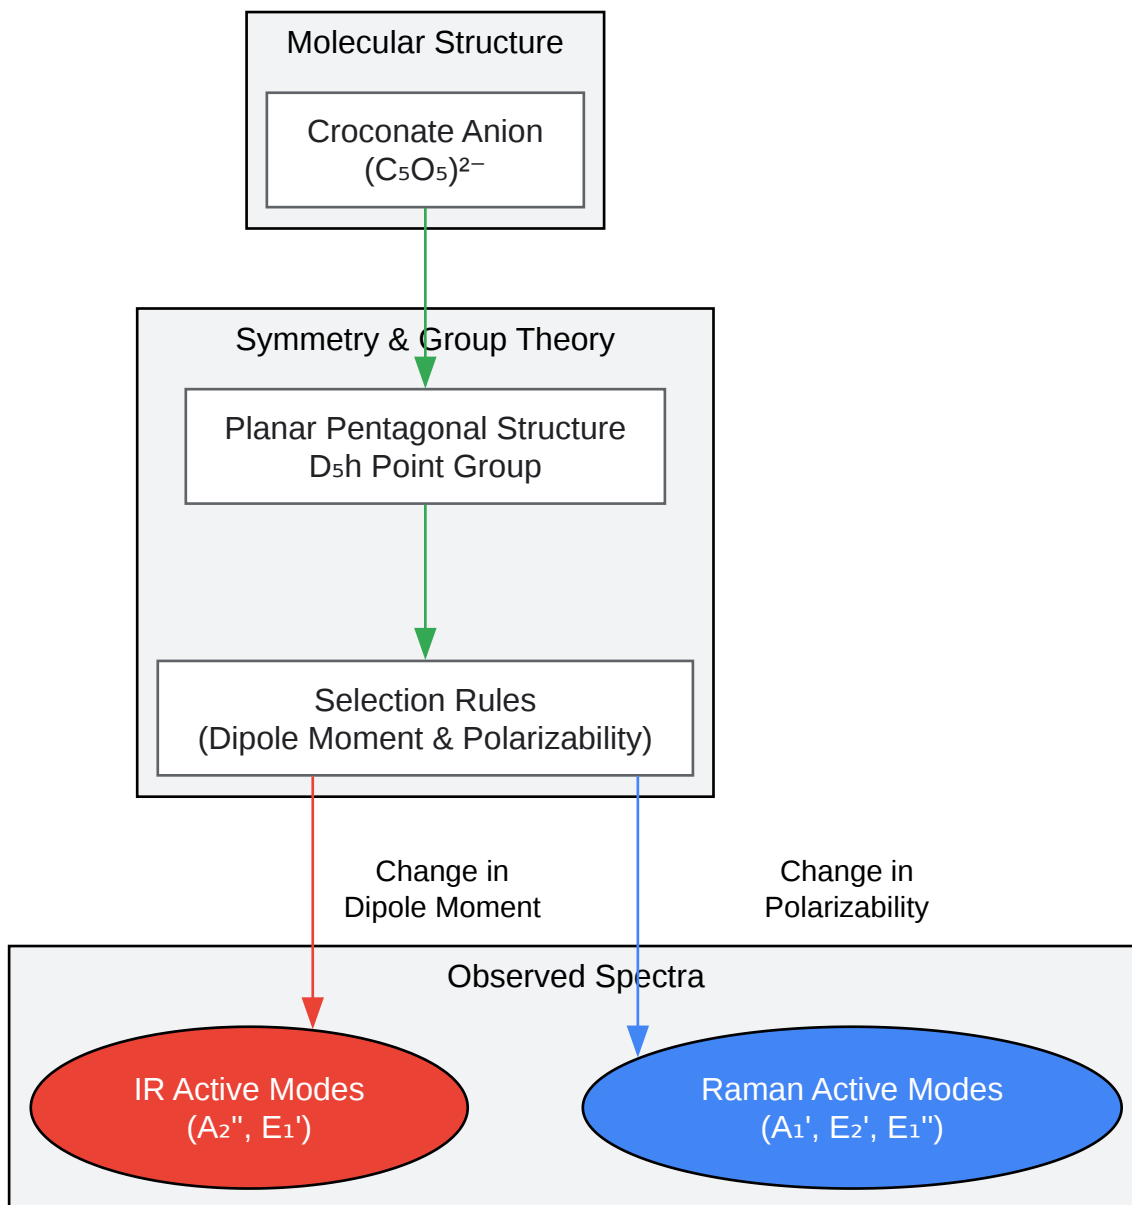 Molecular Structure
Croconate Anion
(C₅O₅)²⁻
Symmetry & Group Theory
Planar Pentagonal Structure
D₅h Point Group
Selection Rules
(Dipole Moment & Polarizability)
Change in
Dipole Moment
Change in
Polarizability
Observed Spectra
IR Active Modes
(A₂'', E₁')
Raman Active Modes
(A₁', E₂', E₁'')